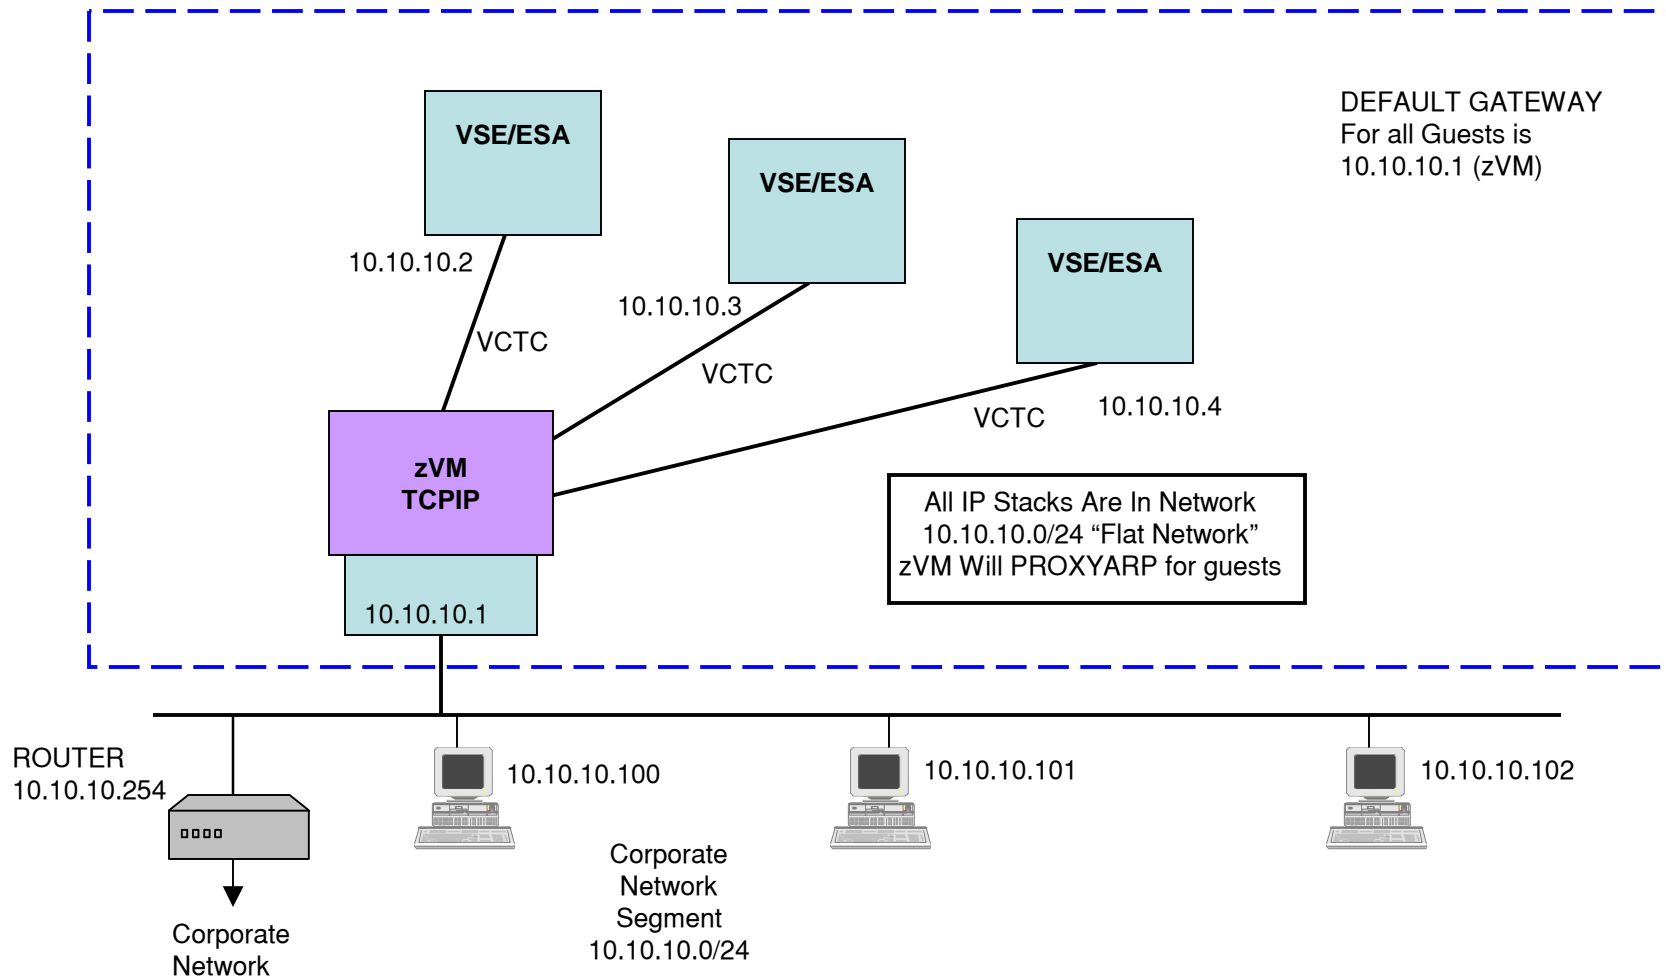 DEFAULT GATEWAY
For all Guests is
10.10.10.1 (zVM)
VSE/ESA
VSE/ESA
VSE/ESA
10.10.10.2
10.10.10.3
10.10.10.4
VCTC
VCTC
VCTC
zVM
TCPIP
10.10.10.1
All IP Stacks Are In Network
10.10.10.0/24 “Flat Network”
zVM Will PROXYARP for guests
ROUTER
10.10.10.254
10.10.10.100
10.10.10.101
10.10.10.102
Corporate
Network
Segment
10.10.10.0/24
Corporate
Network